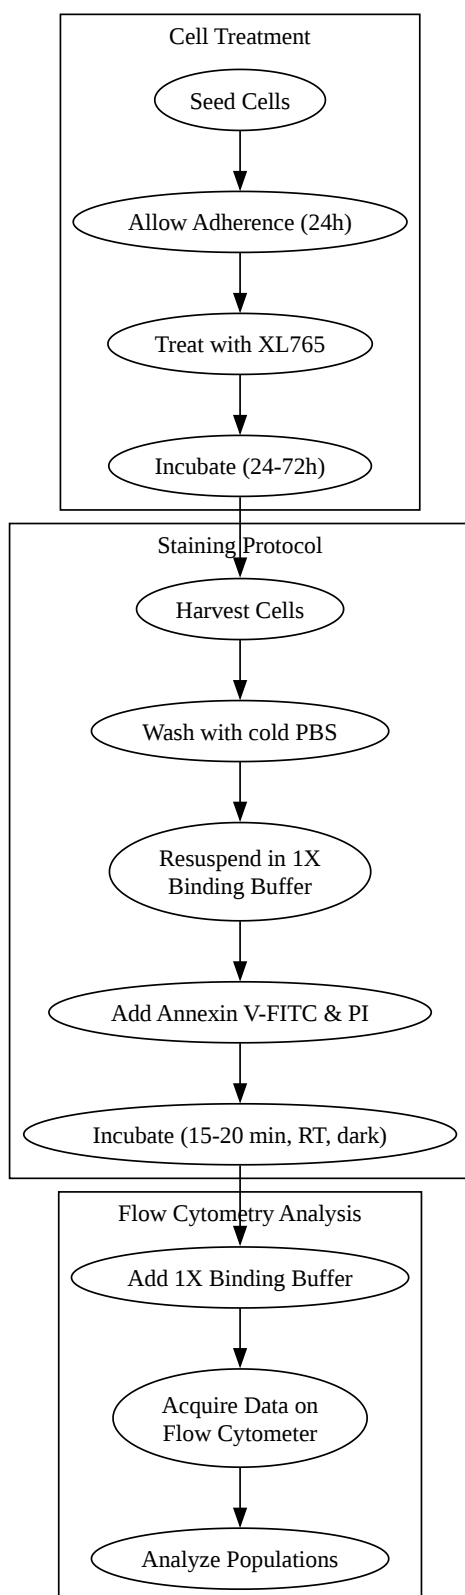 Cell Treatment
Seed Cells
Allow Adherence (24h)
Treat with XL765
Incubate (24-72h)
Staining Protocol
Harvest Cells
Wash with cold PBS
Resuspend in 1X
Binding Buffer
Add Annexin V-FITC & PI
Incubate (15-20 min, RT, dark)
Flow Cytometry Analysis
Add 1X Binding Buffer
Acquire Data on
Flow Cytometer
Analyze Populations